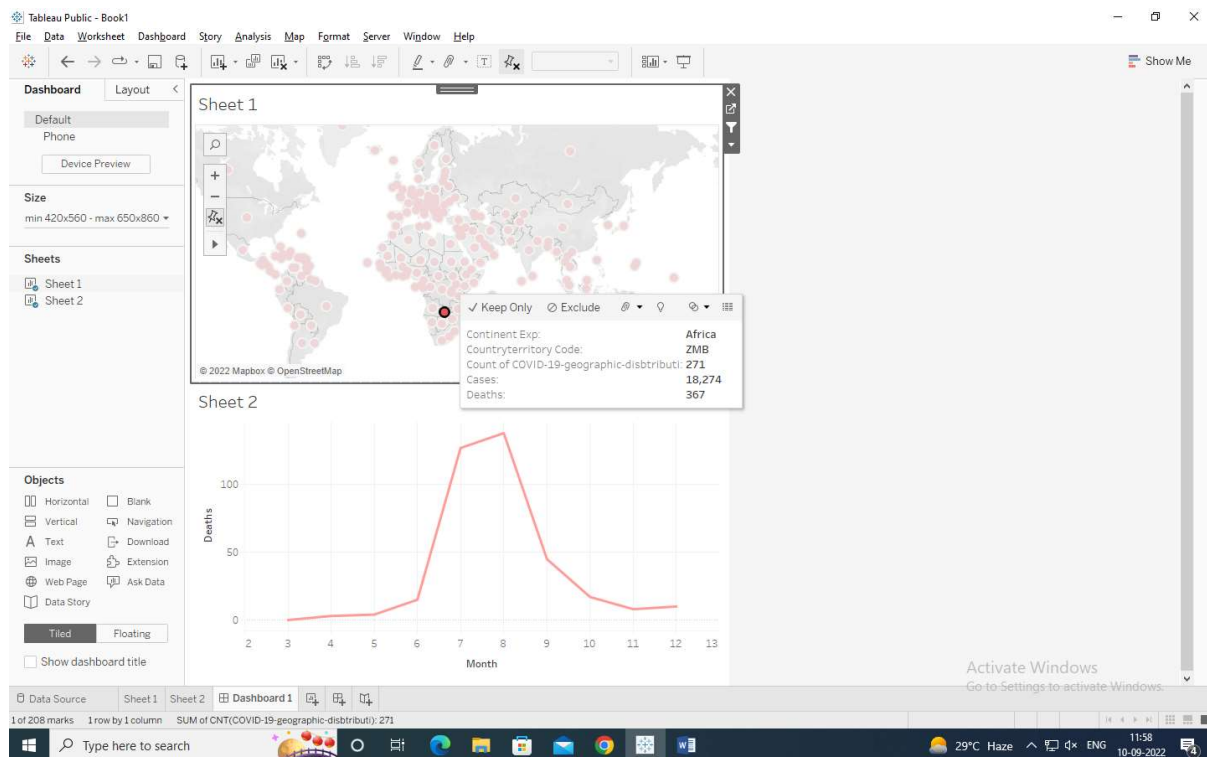 Tableau Public - Book1
File Data Worksheet Dashboard Story Analysis Map Format Server Window Help
Show Me
Dashboard Layout
Default
Phone
Device Preview
Size
min 420x560 - max 650x860
Sheets
Sheet 1
Sheet 2
Objects
Horizontal Blank
Vertical Navigation
Text Download
Image Extension
Web Page Ask Data
Data Story
Tiled Floating
Show dashboard title
Sheet 1
© 2022 Mapbox © OpenStreetMap
Keep Only Exclude
Continent Exp: Africa
Countryterritory Code: ZMB
Count of COVID-19-geographic-disbtributi: 271
Cases: 18,274
Deaths: 367
Sheet 2
100
50
0
Deaths
2 3 4 5 6 7 8 9 10 11 12 13
Month
Activate Windows
Go to Settings to activate Windows.
Data Source Sheet 1 Sheet 2 Dashboard 1
1 of 208 marks 1 row by 1 column SUM of CNT(COVID-19-geographic-disbtributi): 271
Type here to search
29°C Haze ENG 11:58
10-09-2022